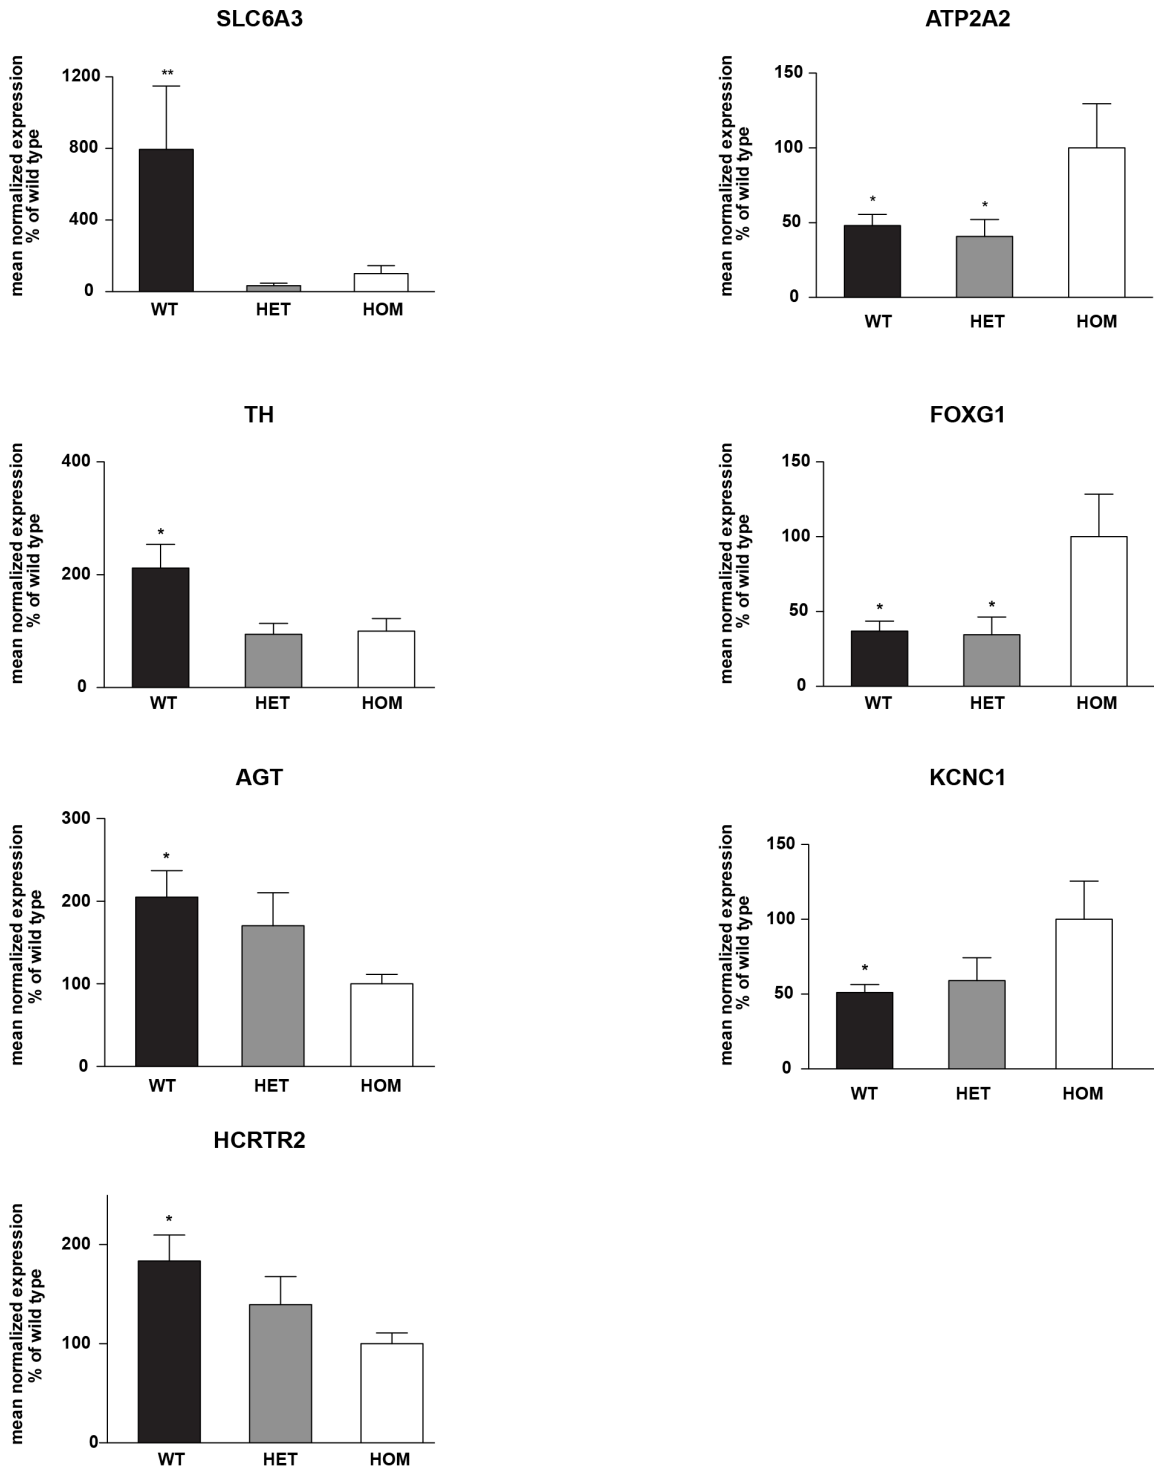 SLC6A3
mean normalized expression
% of wild type
1200
800
400
0
**
WT
HET
HOM
ATP2A2
mean normalized expression
% of wild type
150
100
50
0
*
*
WT
HET
HOM
TH
mean normalized expression
% of wild type
400
200
0
*
WT
HET
HOM
FOXG1
mean normalized expression
% of wild type
150
100
50
0
*
*
WT
HET
HOM
AGT
mean normalized expression
% of wild type
300
200
100
0
*
WT
HET
HOM
KCNC1
mean normalized expression
% of wild type
150
100
50
0
*
WT
HET
HOM
HCRTR2
mean normalized expression
% of wild type
200
100
0
*
WT
HET
HOM